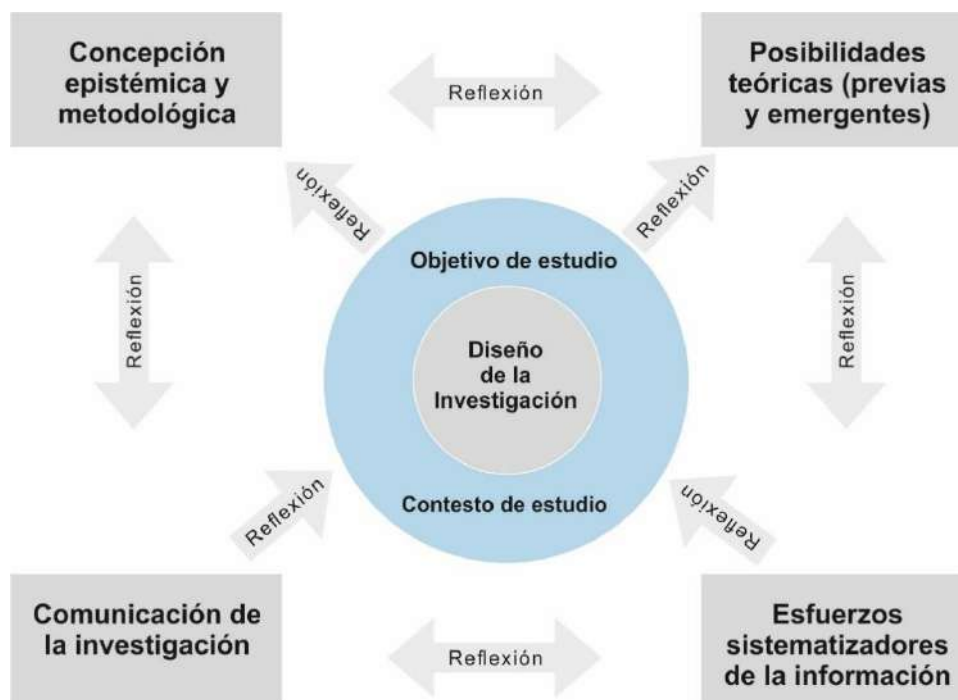 Concepción
epistémica y
metodológica
Reflexión
Posibilidades
teóricas (previas
y emergentes)
Reflexión
Reflexión
Reflexión
Objetivo de estudio
Diseño
de la
Investigación
Contesto de estudio
Reflexión
Reflexión
Reflexión
Comunicación de
la investigación
Reflexión
Esfuerzos
sistematizadores
de la información